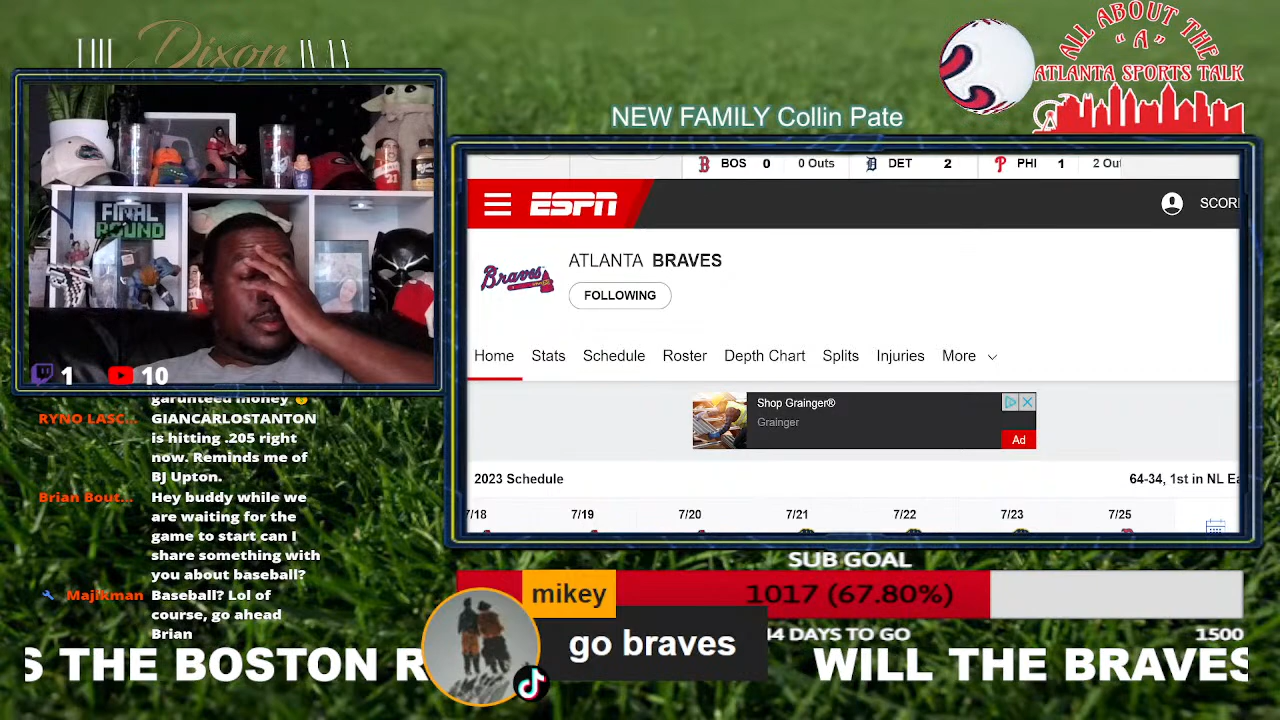 Dixon
ALL ABOUT THE
"A"
ATLANTA SPORTS TALK
NEW FAMILY Collin Pate
BOS 0 0 Outs DET 2 PHI 1 2 Out
ESPN
SCORE
ATLANTA BRAVES
Braves
FOLLOWING
Home Stats Schedule Roster Depth Chart Splits Injuries More
Shop Grainger®
Grainger
Ad
2023 Schedule
64-34, 1st in NL Ea
7/18 7/19 7/20 7/21 7/22 7/23 7/25
FINAL
ROUND
21
1 10
garunteed money
RYNO LASC... GIANCARLOSTANTON
is hitting .205 right
now. Reminds me of
BJ Upton.
Brian Bout... Hey buddy while we
are waiting for the
game to start can I
share something with
you about baseball?
Majikman Baseball? Lol of
course, go ahead
Brian
SUB GOAL
1017 (67.80%)
4 DAYS TO GO
1500
mikey
go braves
S THE BOSTON R
WILL THE BRAVES